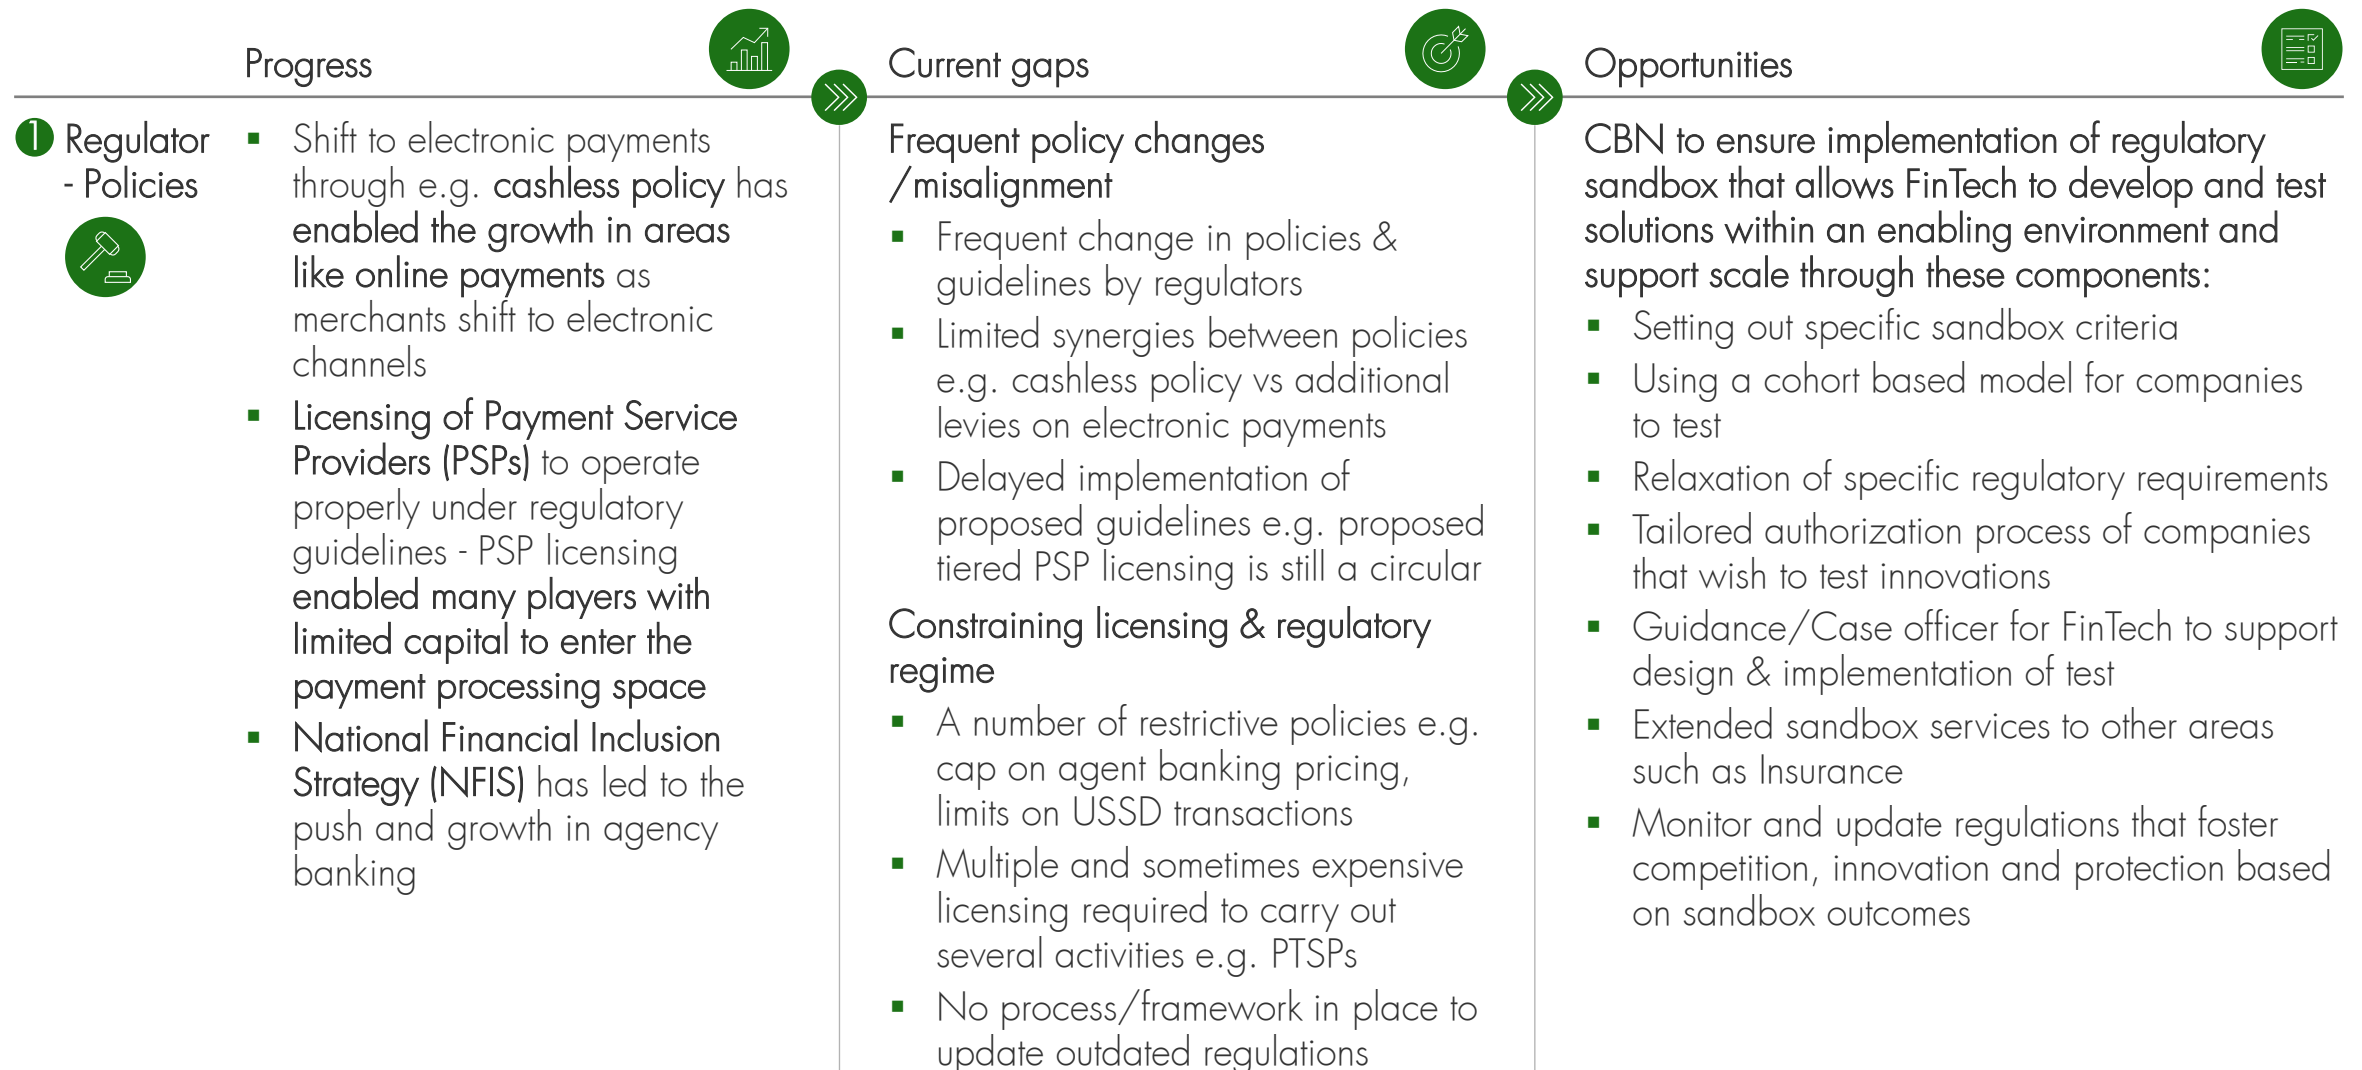 Progress
Current gaps
Opportunities
1 Regulator
- Policies
▪ Shift to electronic payments
through e.g. cashless policy has
enabled the growth in areas
like online payments as
merchants shift to electronic
channels
▪ Licensing of Payment Service
Providers (PSPs) to operate
properly under regulatory
guidelines - PSP licensing
enabled many players with
limited capital to enter the
payment processing space
▪ National Financial Inclusion
Strategy (NFIS) has led to the
push and growth in agency
banking
Frequent policy changes
/misalignment
▪ Frequent change in policies &
guidelines by regulators
▪ Limited synergies between policies
e.g. cashless policy vs additional
levies on electronic payments
▪ Delayed implementation of
proposed guidelines e.g. proposed
tiered PSP licensing is still a circular
Constraining licensing & regulatory
regime
▪ A number of restrictive policies e.g.
cap on agent banking pricing,
limits on USSD transactions
▪ Multiple and sometimes expensive
licensing required to carry out
several activities e.g. PTSPs
▪ No process/framework in place to
update outdated regulations
CBN to ensure implementation of regulatory
sandbox that allows FinTech to develop and test
solutions within an enabling environment and
support scale through these components:
▪ Setting out specific sandbox criteria
▪ Using a cohort based model for companies
to test
▪ Relaxation of specific regulatory requirements
▪ Tailored authorization process of companies
that wish to test innovations
▪ Guidance/Case officer for FinTech to support
design & implementation of test
▪ Extended sandbox services to other areas
such as Insurance
▪ Monitor and update regulations that foster
competition, innovation and protection based
on sandbox outcomes